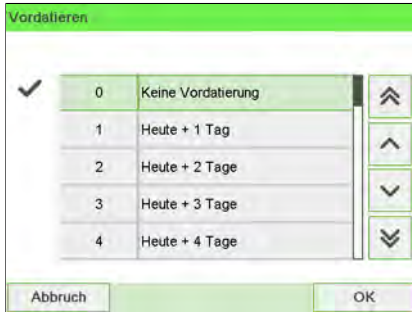 Vordatieren
0 Keine Vordatierung
1 Heute + 1 Tag
2 Heute + 2 Tage
3 Heute + 3 Tage
4 Heute + 4 Tage
Abbruch OK